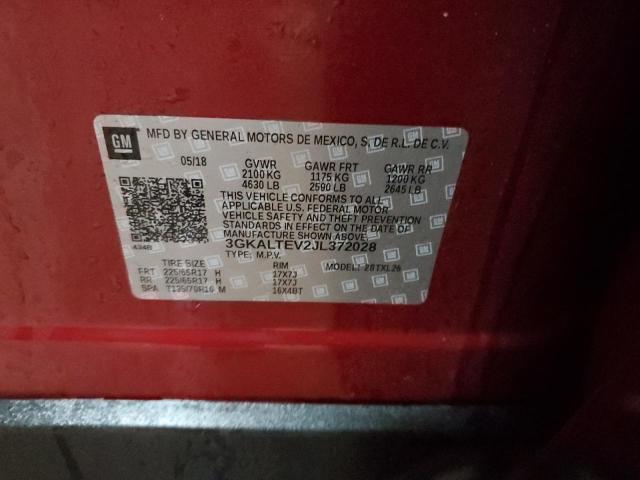 GM MFD BY GENERAL MOTORS DE MEXICO, S. DE R.L. DE C.V.
05/18 GVWR GAWR FRT GAWR RR
2100 KG 1175 KG 1200 KG
4630 LB 2590 LB 2645 LB
THIS VEHICLE CONFORMS TO ALL
APPLICABLE U.S. FEDERAL MOTOR
VEHICLE SAFETY AND THEFT
PREVENTION STANDARDS IN
EFFECT ON THE DATE OF
MANUFACTURE SHOWN ABOVE.
3GKALTEV2JL372028
TYPE: M.P.V.
TIRE SIZE RIM MODEL:
FRT 225/65R17 H 17X7J
RR 225/65R17 H 17X7J
SPA T135/70R16 M 16X4BT